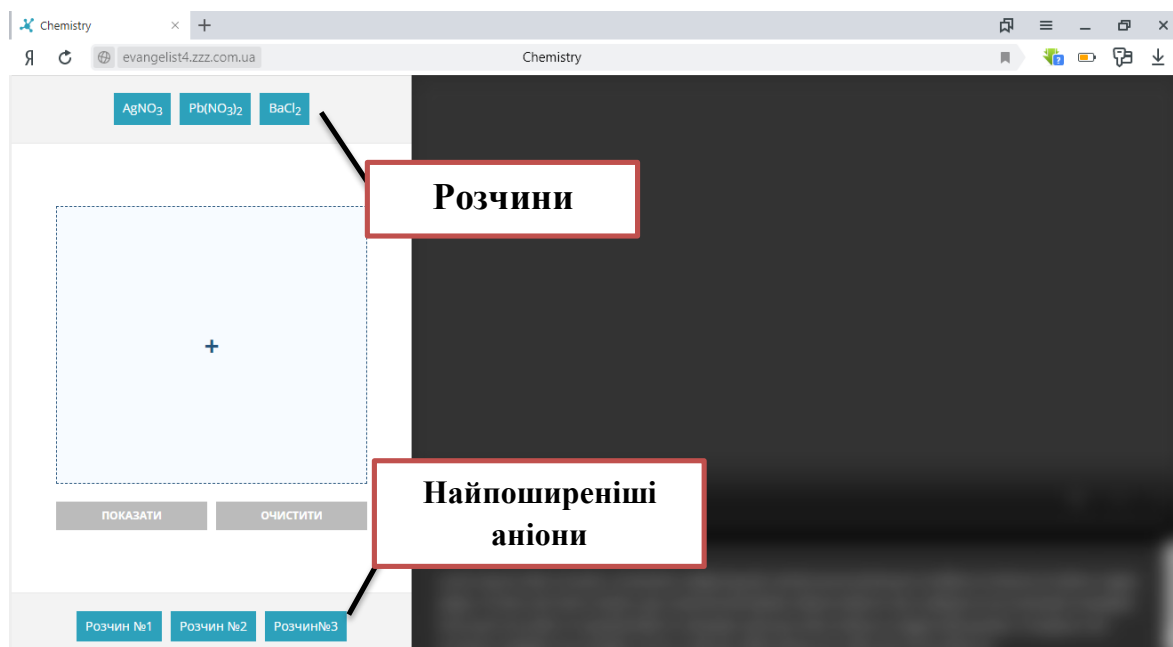 Chemistry
evangelist4.zzz.com.ua Chemistry
AgNO₃ Pb(NO₃)₂ BaCl₂
Розчини
+
Найпоширеніші
аніони
ПОКАЗАТИ ОЧИСТИТИ
Розчин №1 Розчин №2 Розчин№3